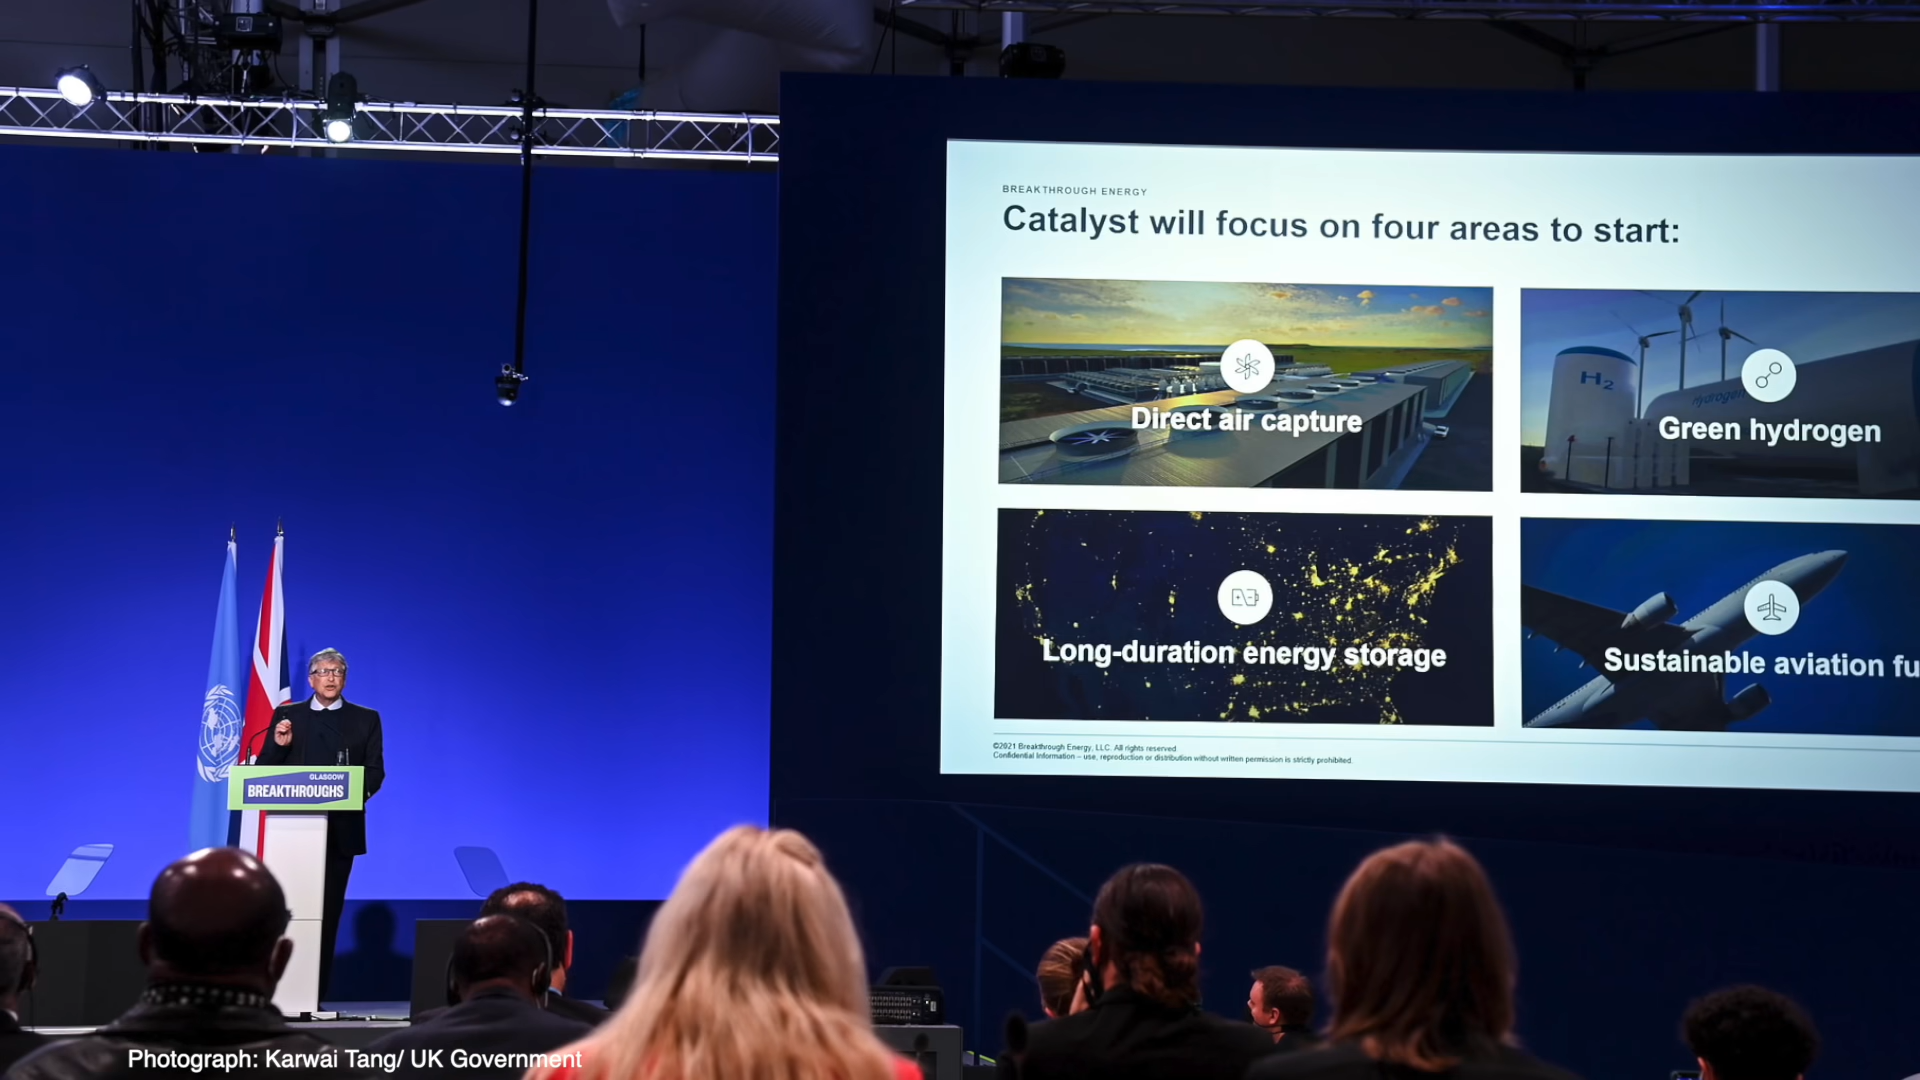 BREAKTHROUGH ENERGY
Catalyst will focus on four areas to start:
Direct air capture
H2
hydrogen
Green hydrogen
Long-duration energy storage
Sustainable aviation fu
©2021 Breakthrough Energy, LLC. All rights reserved.
Confidential Information – use, reproduction or distribution without written permission is strictly prohibited.
GLASGOW
BREAKTHROUGHS
Photograph: Karwai Tang/ UK Government